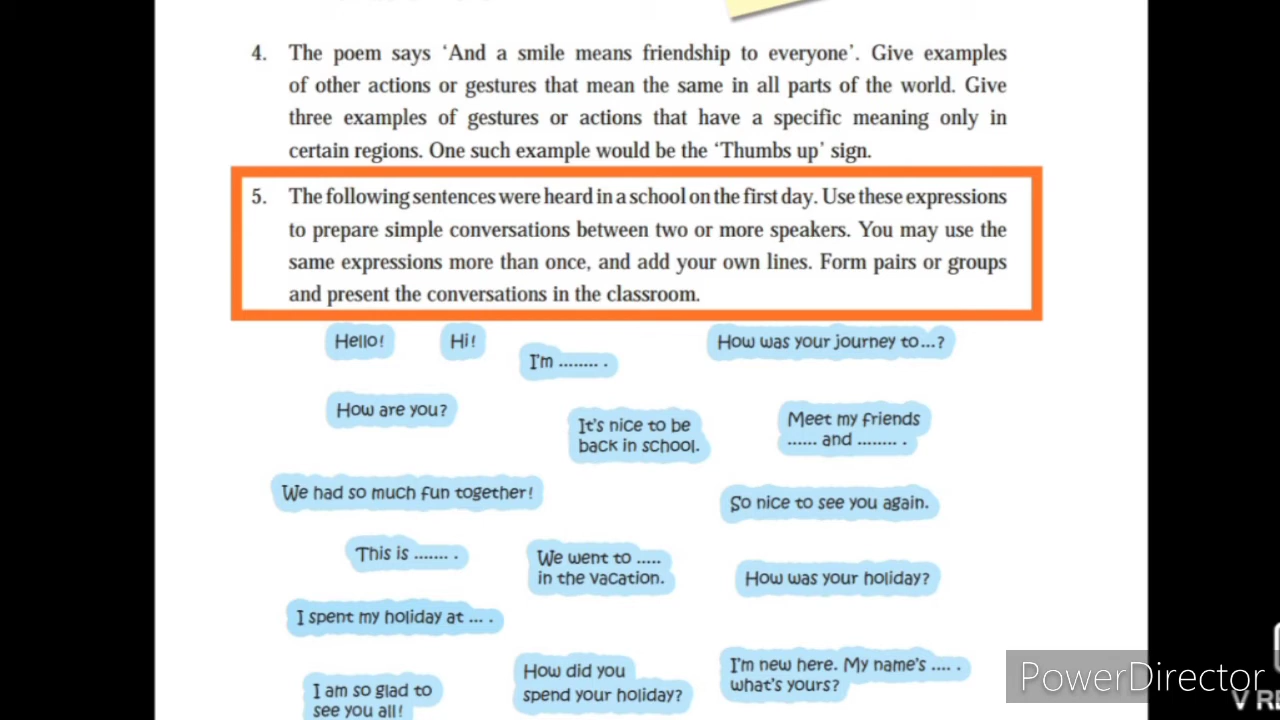 4. The poem says ‘And a smile means friendship to everyone’. Give examples
of other actions or gestures that mean the same in all parts of the world. Give
three examples of gestures or actions that have a specific meaning only in
certain regions. One such example would be the ‘Thumbs up’ sign.
5. The following sentences were heard in a school on the first day. Use these expressions
to prepare simple conversations between two or more speakers. You may use the
same expressions more than once, and add your own lines. Form pairs or groups
and present the conversations in the classroom.
Hello!
Hi!
How was your journey to...?
I'm ........ .
How are you?
It's nice to be
back in school.
Meet my friends
...... and ........ .
We had so much fun together!
So nice to see you again.
This is ....... .
We went to .....
in the vacation.
How was your holiday?
I spent my holiday at ... .
How did you
spend your holiday?
I'm new here. My name's .... .
what's yours?
I am so glad to
see you all!
PowerDirector